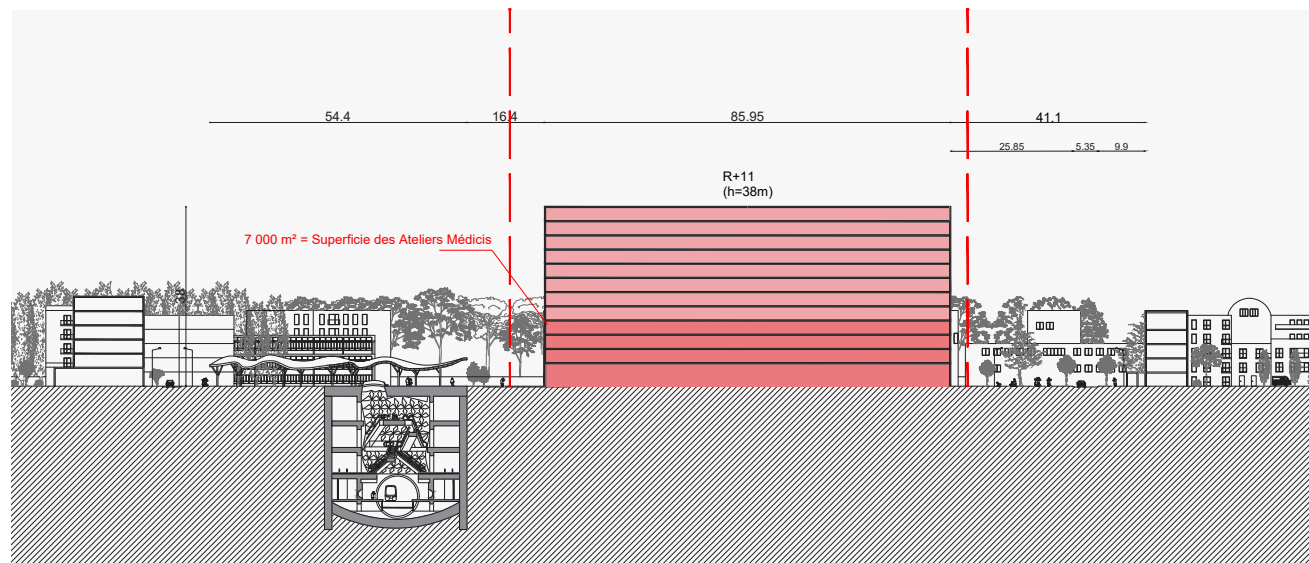 54.4
16.4
85.95
41.1
25.85
5.35
9.9
R+11
(h=38m)
7 000 m² = Superficie des Ateliers Médicis
38